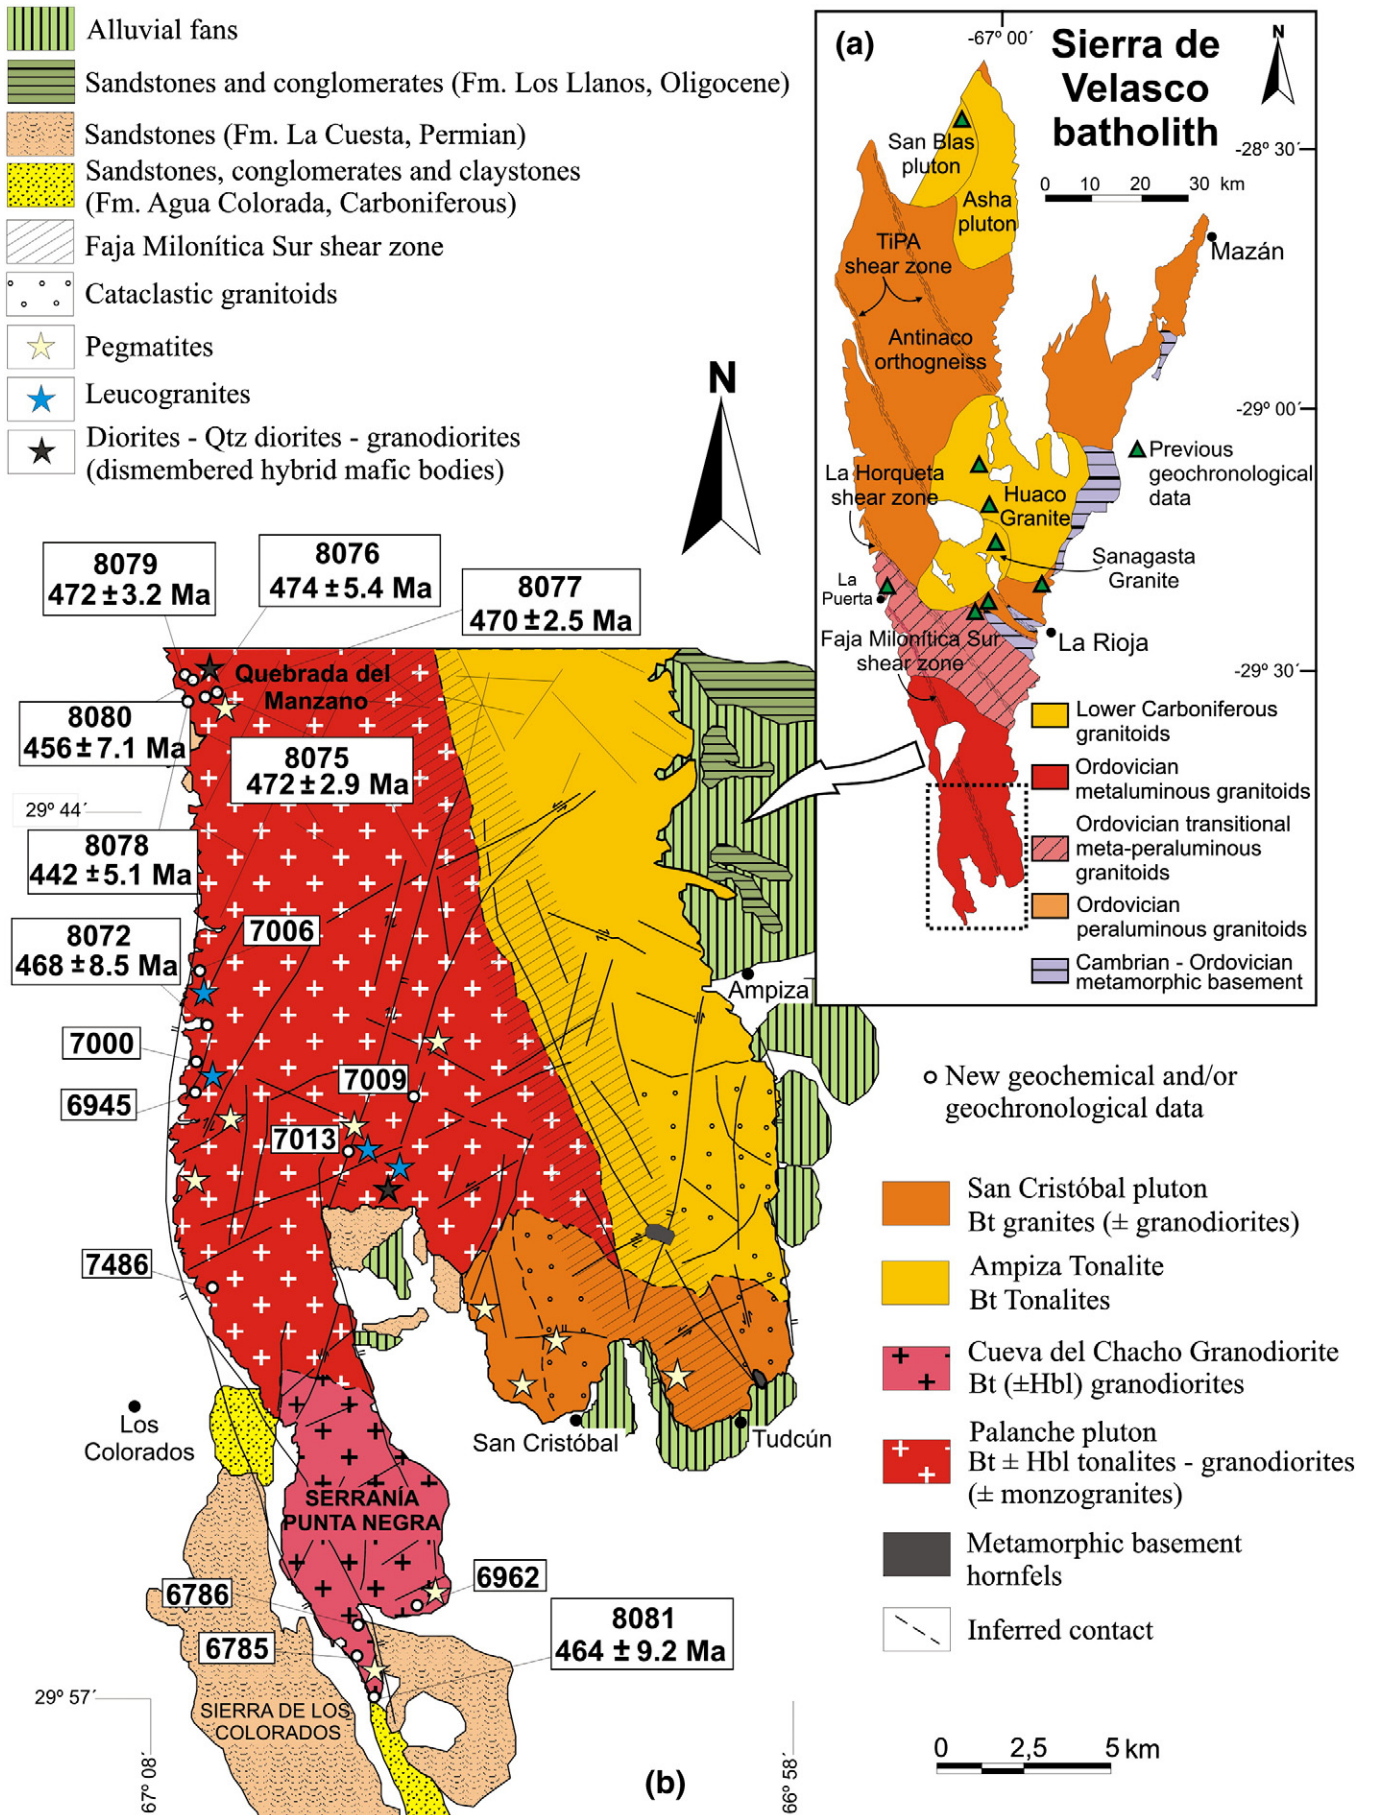 Alluvial fans
Sandstones and conglomerates (Fm. Los Llanos, Oligocene)
Sandstones (Fm. La Cuesta, Permian)
Sandstones, conglomerates and claystones
(Fm. Agua Colorada, Carboniferous)
Faja Milonítica Sur shear zone
Cataclastic granitoids
Pegmatites
Leucogranites
Diorites - Qtz diorites - granodiorites
(dismembered hybrid mafic bodies)
N
(a)
-67º 00´
Sierra de
Velasco
batholith
N
-28º 30´
0 10 20 30 km
San Blas
pluton
Asha
pluton
TiPA
shear zone
Mazán
Antinaco
orthogneiss
-29º 00´
Previous
geochronological
data
La Horqueta
shear zone
Huaco
Granite
Sanagasta
Granite
La
Puerta
Faja Milonítica Sur
shear zone
La Rioja
-29º 30´
Lower Carboniferous
granitoids
Ordovician
metaluminous granitoids
Ordovician transitional
meta-peraluminous
granitoids
Ordovician
peraluminous granitoids
Cambrian - Ordovician
metamorphic basement
8079
472 ± 3.2 Ma
8076
474 ± 5.4 Ma
8077
470 ± 2.5 Ma
Quebrada del
Manzano
8080
456 ± 7.1 Ma
8075
472 ± 2.9 Ma
29º 44´
8078
442 ± 5.1 Ma
8072
468 ± 8.5 Ma
7006
Ampiza
7000
7009
6945
7013
7486
Los
Colorados
San Cristóbal
Tudcún
SERRANÍA
PUNTA NEGRA
6962
6786
6785
8081
464 ± 9.2 Ma
29º 57´
SIERRA DE LOS
COLORADOS
67º 08´
66º 58´
(b)
New geochemical and/or
geochronological data
San Cristóbal pluton
Bt granites (± granodiorites)
Ampiza Tonalite
Bt Tonalites
Cueva del Chacho Granodiorite
Bt (±Hbl) granodiorites
Palanche pluton
Bt ± Hbl tonalites - granodiorites
(± monzogranites)
Metamorphic basement
hornfels
Inferred contact
0 2,5 5 km